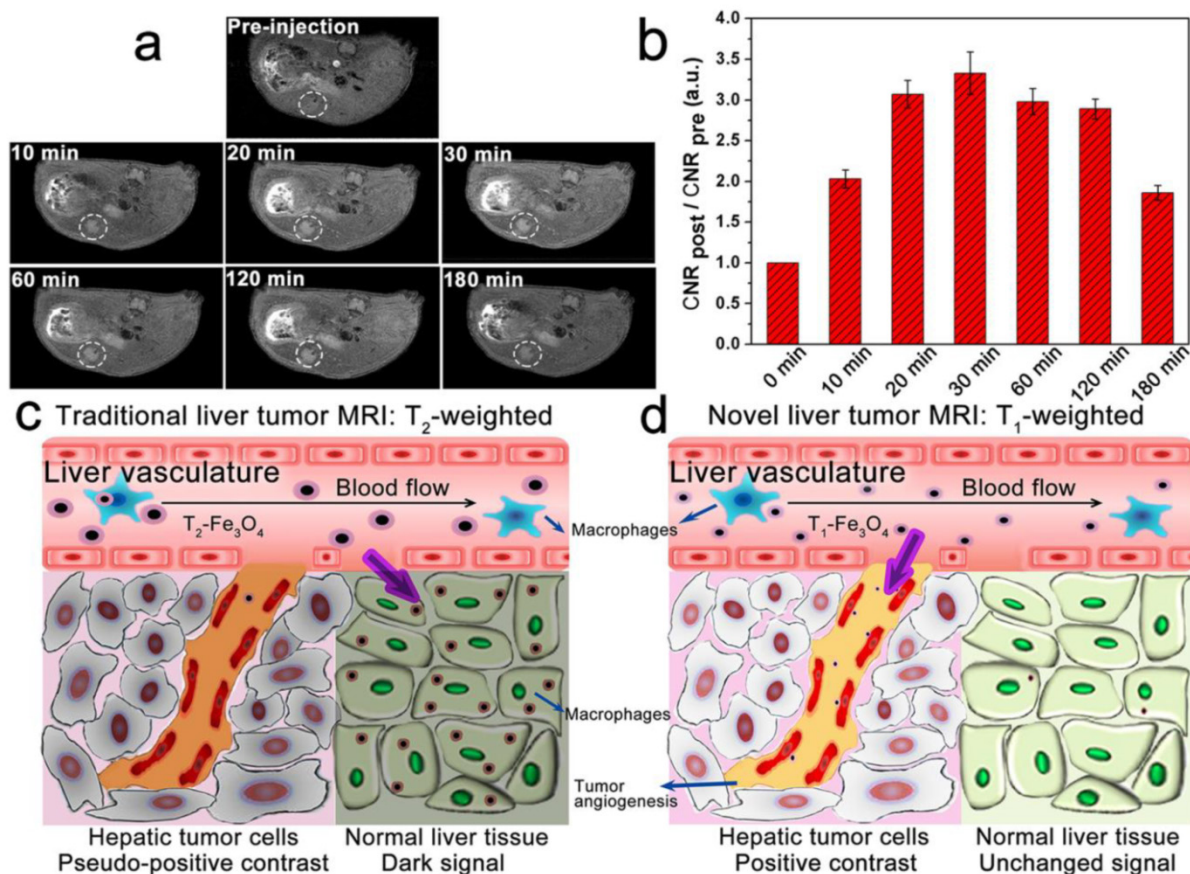 a
Pre-injection
10 min
20 min
30 min
60 min
120 min
180 min
b
CNR post / CNR pre (a.u.)
4.0
3.5
3.0
2.5
2.0
1.5
1.0
0.5
0.0
0 min
10 min
20 min
30 min
60 min
120 min
180 min
c Traditional liver tumor MRI: T2-weighted
Liver vasculature
Blood flow
T2-Fe3O4
Macrophages
Macrophages
Tumor
angiogenesis
Hepatic tumor cells
Pseudo-positive contrast
Normal liver tissue
Dark signal
d Novel liver tumor MRI: T1-weighted
Liver vasculature
Blood flow
T1-Fe3O4
Hepatic tumor cells
Positive contrast
Normal liver tissue
Unchanged signal